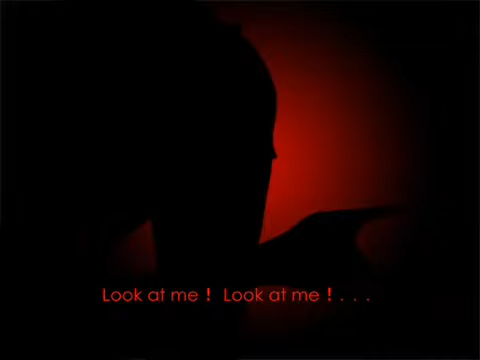 Look at me！ Look at me！. . .